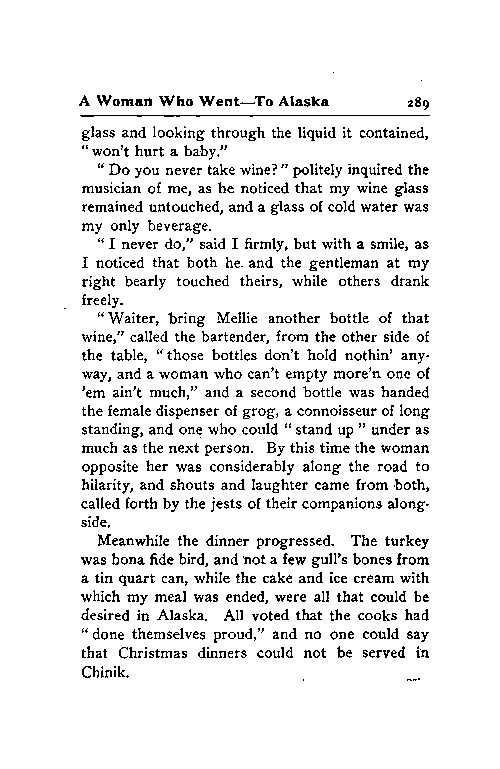 A Woman Who Went—To Alaska 289
glass and looking through the liquid it contained,
"won't hurt a baby."
"Do you never take wine?" politely inquired the
musician of me, as he noticed that my wine glass
remained untouched, and a glass of cold water was
my only beverage.
"I never do," said I firmly, but with a smile, as
I noticed that both he and the gentleman at my
right bearly touched theirs, while others drank
freely.
"Waiter, bring Mellie another bottle of that
wine," called the bartender, from the other side of
the table, "those bottles don't hold nothin' any-
way, and a woman who can't empty more'n one of
'em ain't much," and a second bottle was handed
the female dispenser of grog, a connoisseur of long
standing, and one who could "stand up" under as
much as the next person. By this time the woman
opposite her was considerably along the road to
hilarity, and shouts and laughter came from both,
called forth by the jests of their companions along-
side.
Meanwhile the dinner progressed. The turkey
was bona fide bird, and not a few gull's bones from
a tin quart can, while the cake and ice cream with
which my meal was ended, were all that could be
desired in Alaska. All voted that the cooks had
"done themselves proud," and no one could say
that Christmas dinners could not be served in
Chinik.